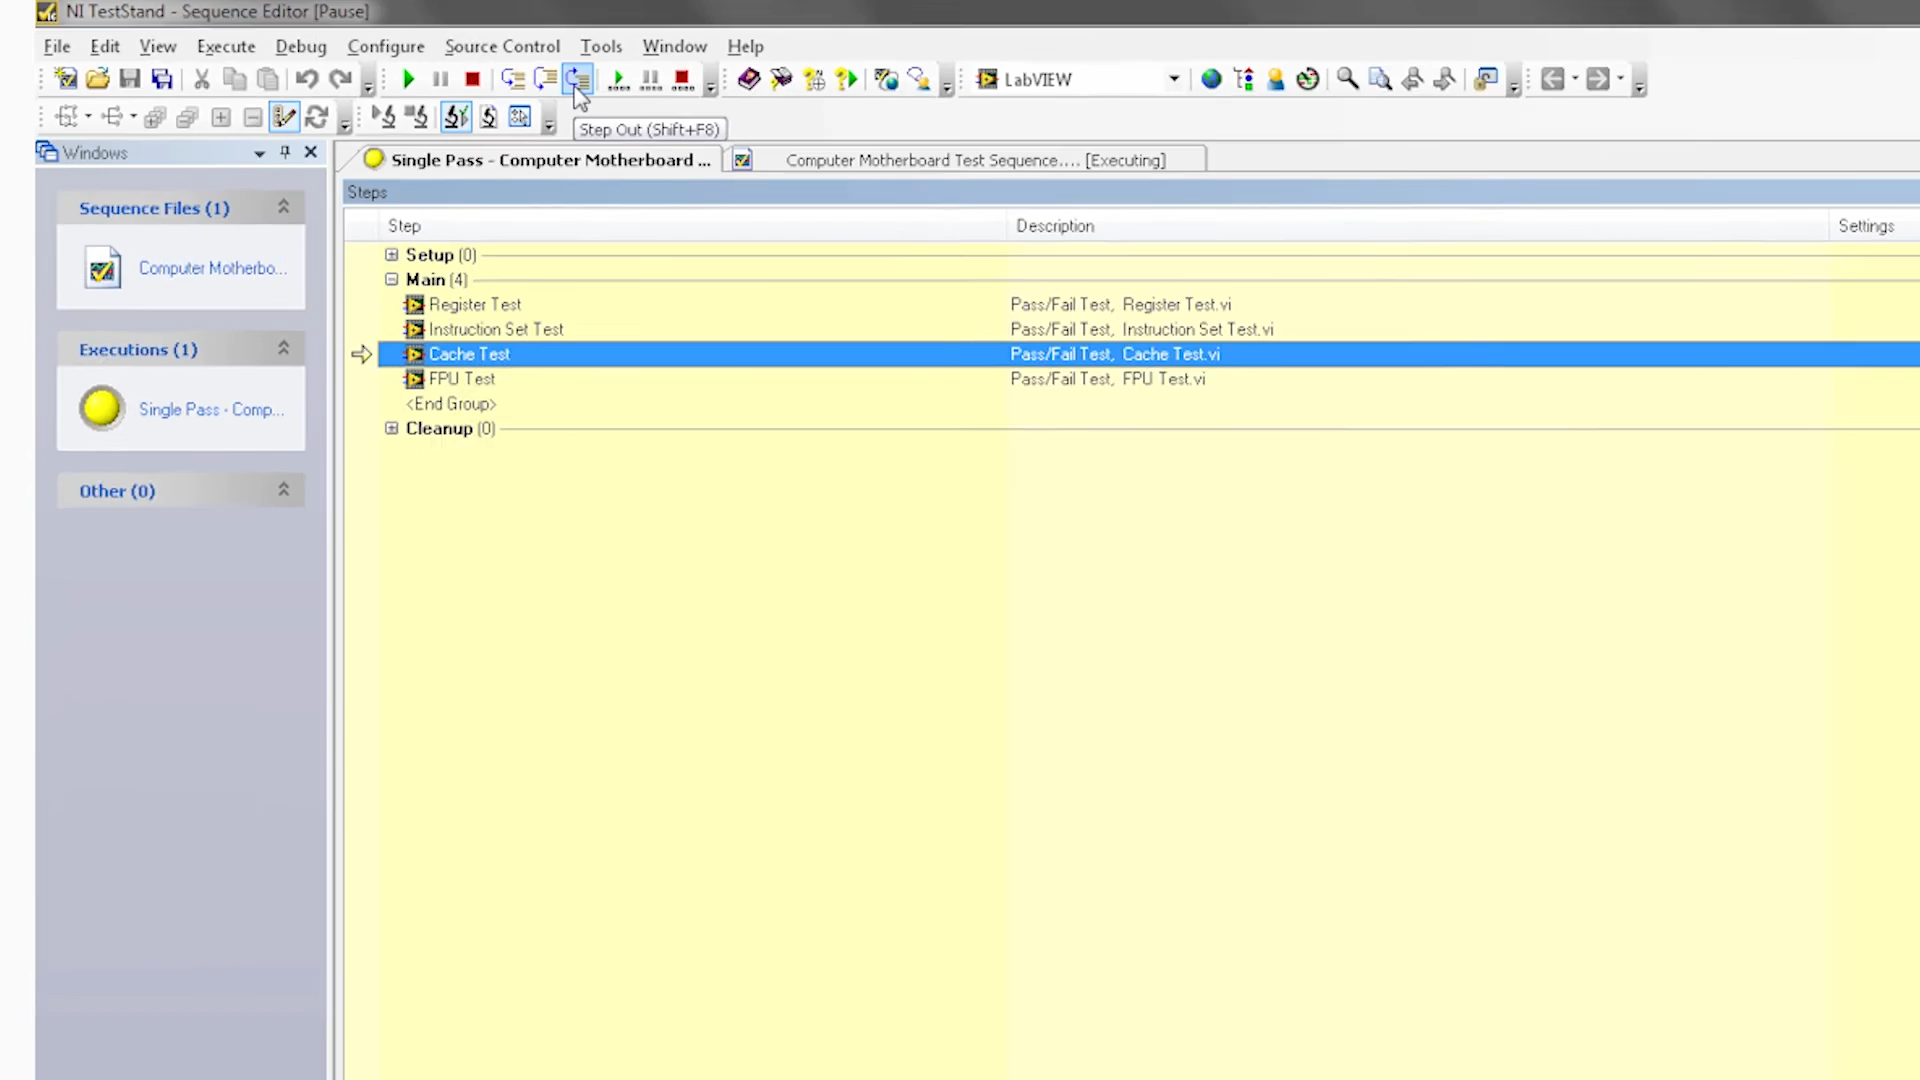 NI TestStand - Sequence Editor [Pause]
File Edit View Execute Debug Configure Source Control Tools Window Help
LabVIEW
Step Out (Shift+F8)
Windows
Single Pass - Computer Motherboard ...
Computer Motherboard Test Sequence.... [Executing]
Sequence Files (1)
Computer Motherbo...
Executions (1)
Single Pass - Comp...
Other (0)
Steps
Step Description Settings
Setup (0)
Main (4)
Register Test Pass/Fail Test, Register Test.vi
Instruction Set Test Pass/Fail Test, Instruction Set Test.vi
Cache Test Pass/Fail Test, Cache Test.vi
FPU Test Pass/Fail Test, FPU Test.vi
<End Group>
Cleanup (0)